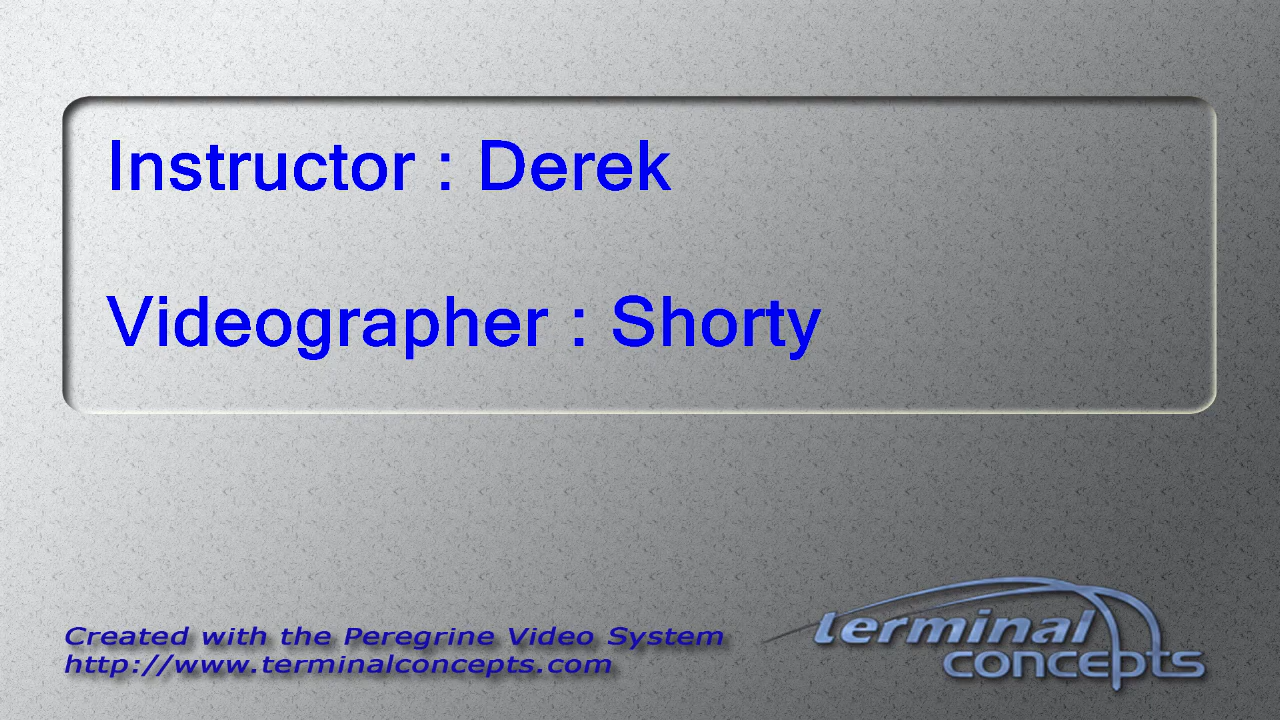 Instructor : Derek
Videographer : Shorty
Created with the Peregrine Video System
http://www.terminalconcepts.com
terminal
concepts